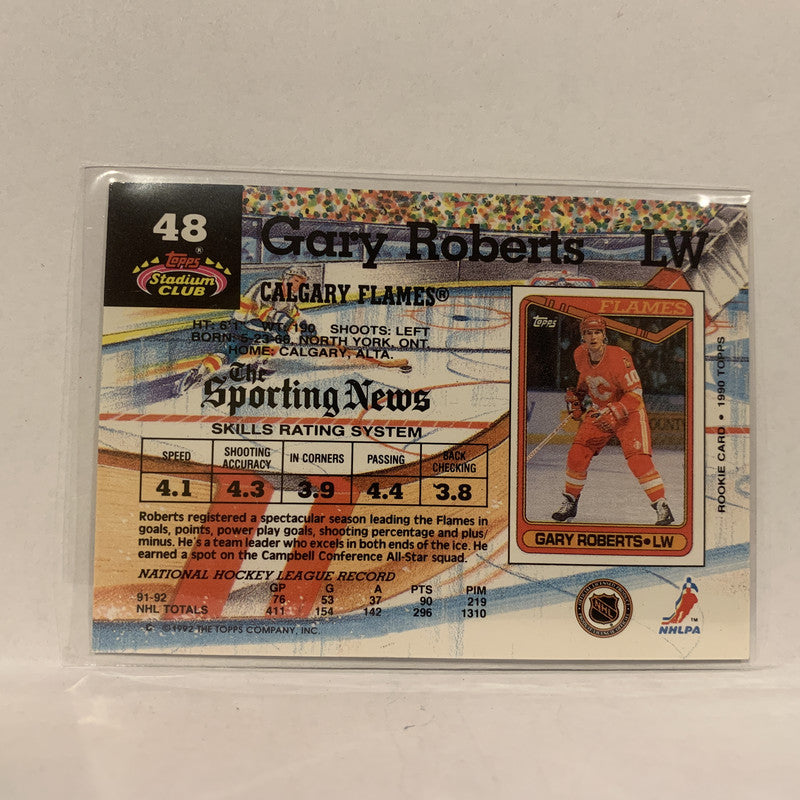 48
Topps®
Stadium
CLUB
Gary Roberts LW
CALGARY FLAMES®
HT: 6'1" WT: 190 SHOOTS: LEFT
BORN: 5-23-66, NORTH YORK, ONT.
HOME: CALGARY, ALTA.
The
Sporting News
SKILLS RATING SYSTEM
SPEED SHOOTING ACCURACY IN CORNERS PASSING BACK CHECKING
4.1 4.3 3.9 4.4 3.8
Roberts registered a spectacular season leading the Flames in
goals, points, power play goals, shooting percentage and plus/
minus. He's a team leader who excels in both ends of the ice. He
earned a spot on the Campbell Conference All-Star squad.
NATIONAL HOCKEY LEAGUE RECORD
GP G A PTS PIM
91-92 76 53 37 90 219
NHL TOTALS 411 154 142 296 1310
© 1992 THE TOPPS COMPANY, INC.
FLAMES
Topps
GARY ROBERTS•LW
ROOKIE CARD • 1990 TOPPS
NHL
NHLPA
TM